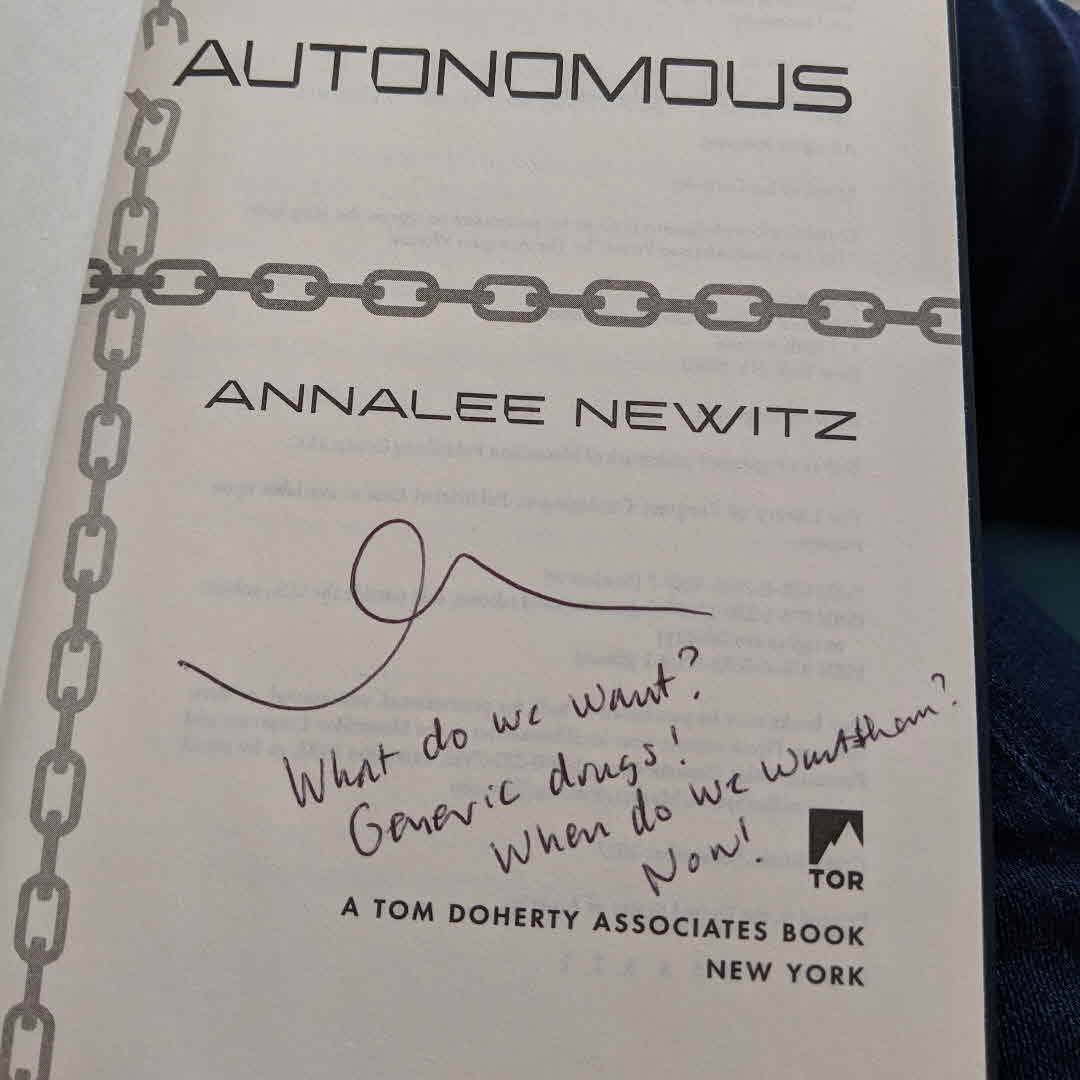 AUTONOMOUS
ANNALEE NEWITZ
What do we want?
Generic drugs!
When do we want them?
Now!
TOR
A TOM DOHERTY ASSOCIATES BOOK
NEW YORK